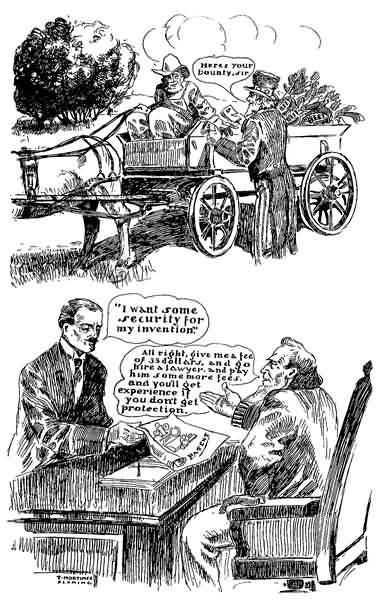 Heres your
bounty, sir.
BEETS
"I want some
security for
my invention."
All right, give me a fee
of 35 dollars, and go
hire a lawyer, and pay
him some more fees.
and you'll get
experience if
you don't get
protection.
PATENT
T-MORTIMER
FLEMING